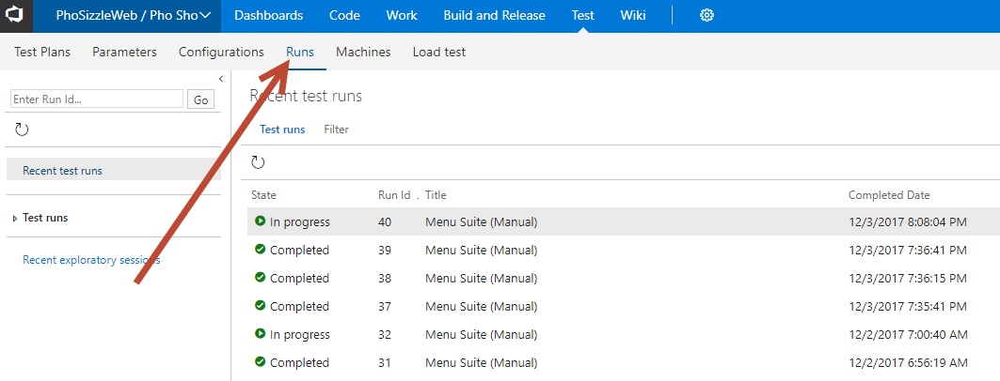 PhoSizzleWeb / Pho Sho Dashboards Code Work Build and Release Test Wiki
Test Plans Parameters Configurations Runs Machines Load test
Enter Run Id... Go
Recent test runs
Test runs Filter
Recent test runs
State Run Id . Title Completed Date
Test runs
In progress 40 Menu Suite (Manual) 12/3/2017 8:08:04 PM
Completed 39 Menu Suite (Manual) 12/3/2017 7:36:41 PM
Recent exploratory sessions
Completed 38 Menu Suite (Manual) 12/3/2017 7:36:15 PM
Completed 37 Menu Suite (Manual) 12/3/2017 7:35:41 PM
In progress 32 Menu Suite (Manual) 12/2/2017 7:00:40 AM
Completed 31 Menu Suite (Manual) 12/2/2017 6:56:19 AM